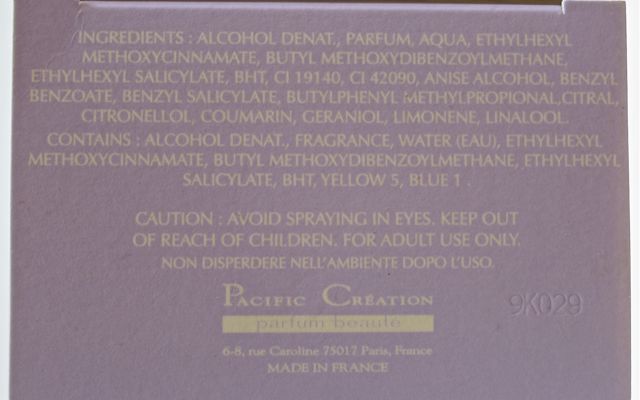 INGREDIENTS : ALCOHOL DENAT., PARFUM, AQUA, ETHYLHEXYL
METHOXYCINNAMATE, BUTYL METHOXYDIBENZOYLMETHANE,
ETHYLHEXYL SALICYLATE, BHT, CI 19140, CI 42090, ANISE ALCOHOL, BENZYL
BENZOATE, BENZYL SALICYLATE, BUTYLPHENYL METHYLPROPIONAL,CITRAL,
CITRONELLOL, COUMARIN, GERANIOL, LIMONENE, LINALOOL.
CONTAINS : ALCOHOL DENAT., FRAGRANCE, WATER (EAU), ETHYLHEXYL
METHOXYCINNAMATE, BUTYL METHOXYDIBENZOYLMETHANE, ETHYLHEXYL
SALICYLATE, BHT, YELLOW 5, BLUE 1 .
CAUTION : AVOID SPRAYING IN EYES. KEEP OUT
OF REACH OF CHILDREN. FOR ADULT USE ONLY.
NON DISPERDERE NELL'AMBIENTE DOPO L'USO.
PACIFIC CRÉATION
parfum beauté
9K029
6-8, rue Caroline 75017 Paris, France
MADE IN FRANCE